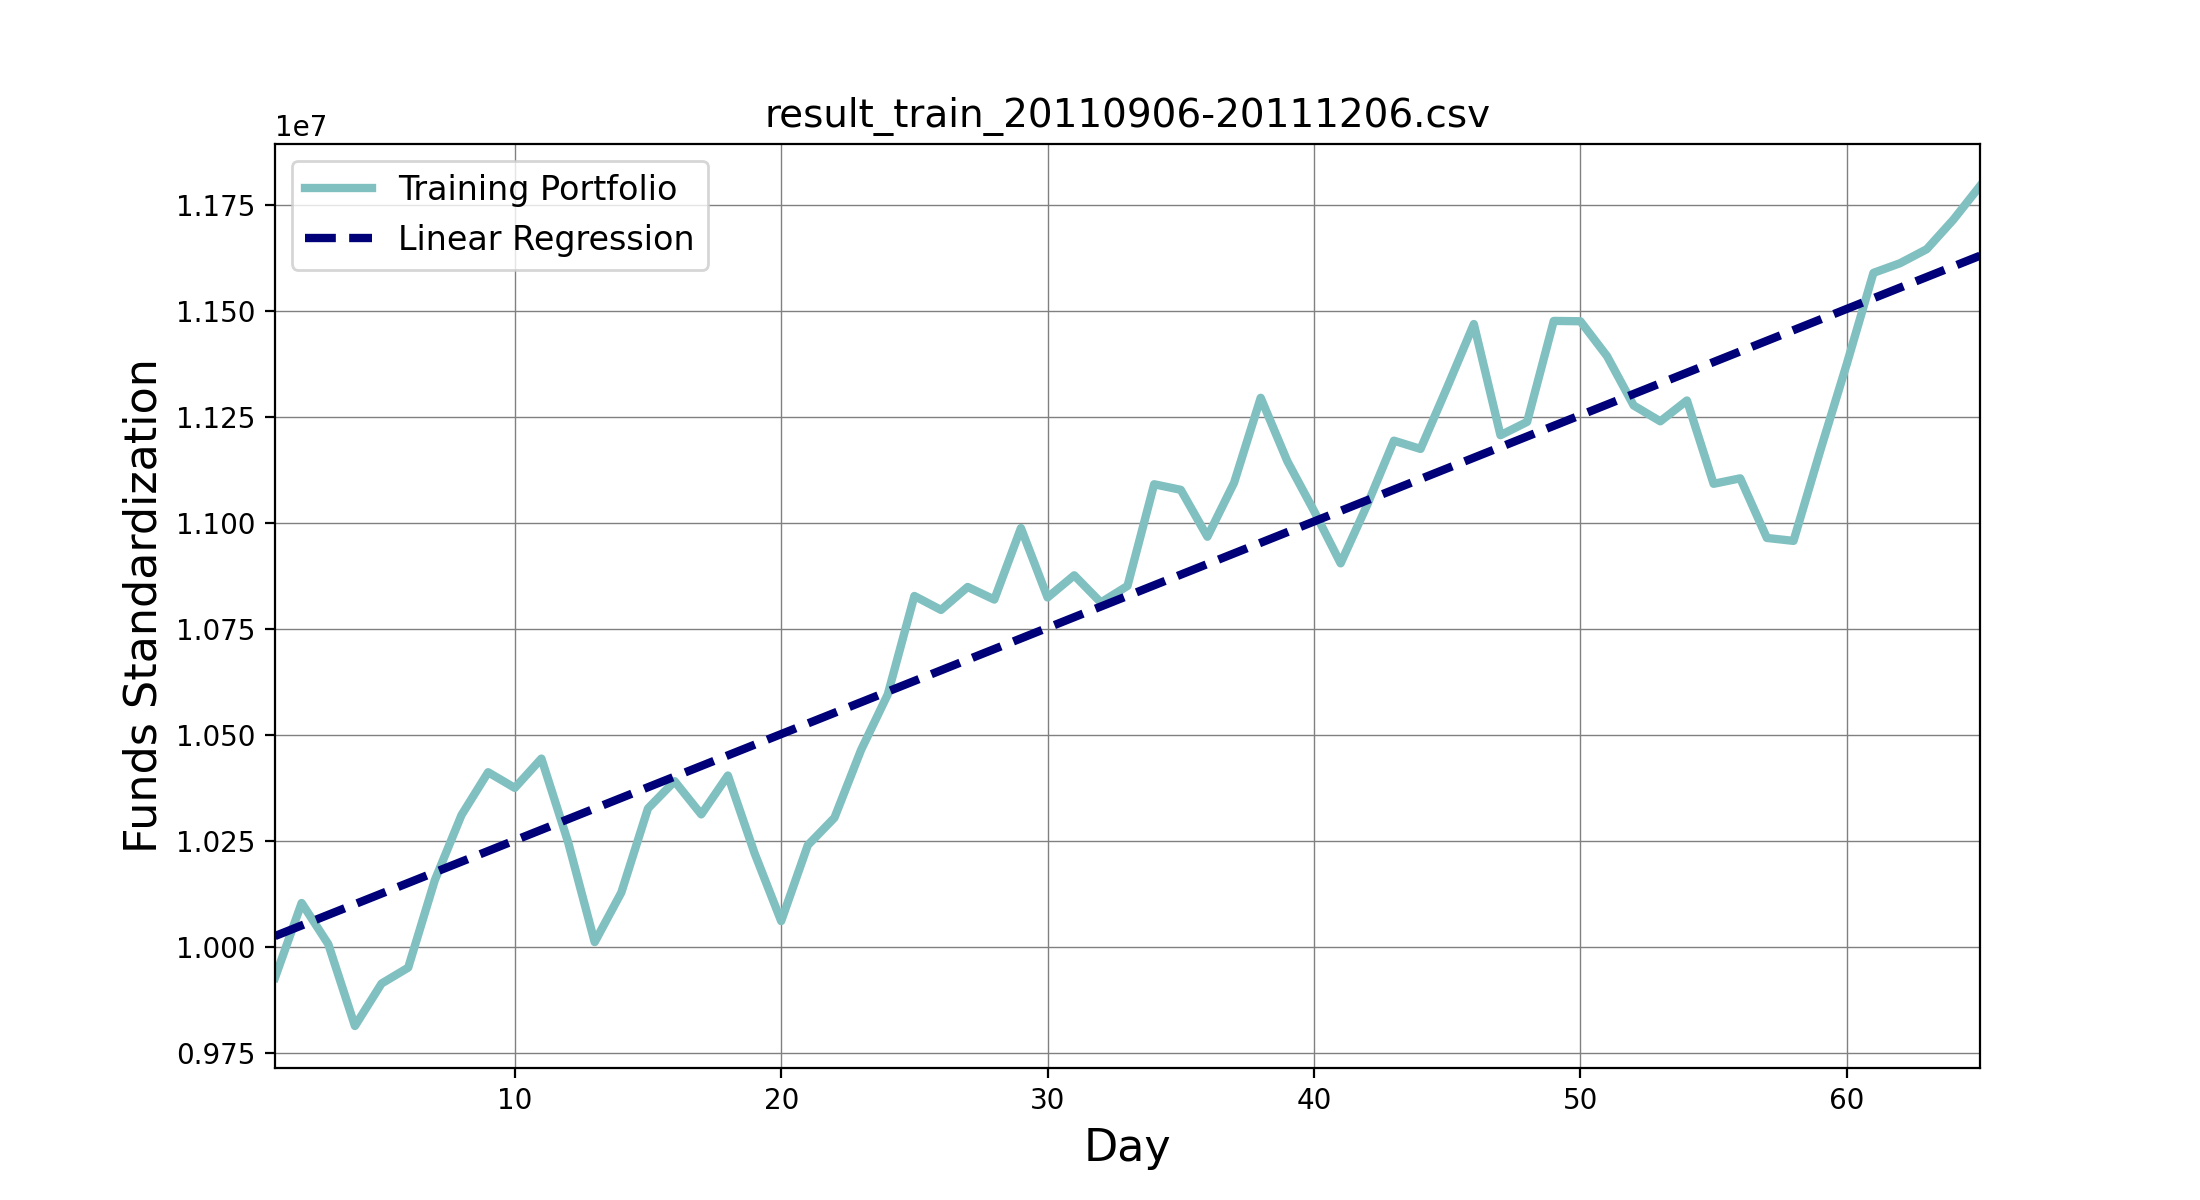 result_train_20110906-20111206.csv
1e7
Training Portfolio
Linear Regression
1.175
1.150
1.125
1.100
1.075
1.050
1.025
1.000
0.975
Funds Standardization
10 20 30 40 50 60
Day